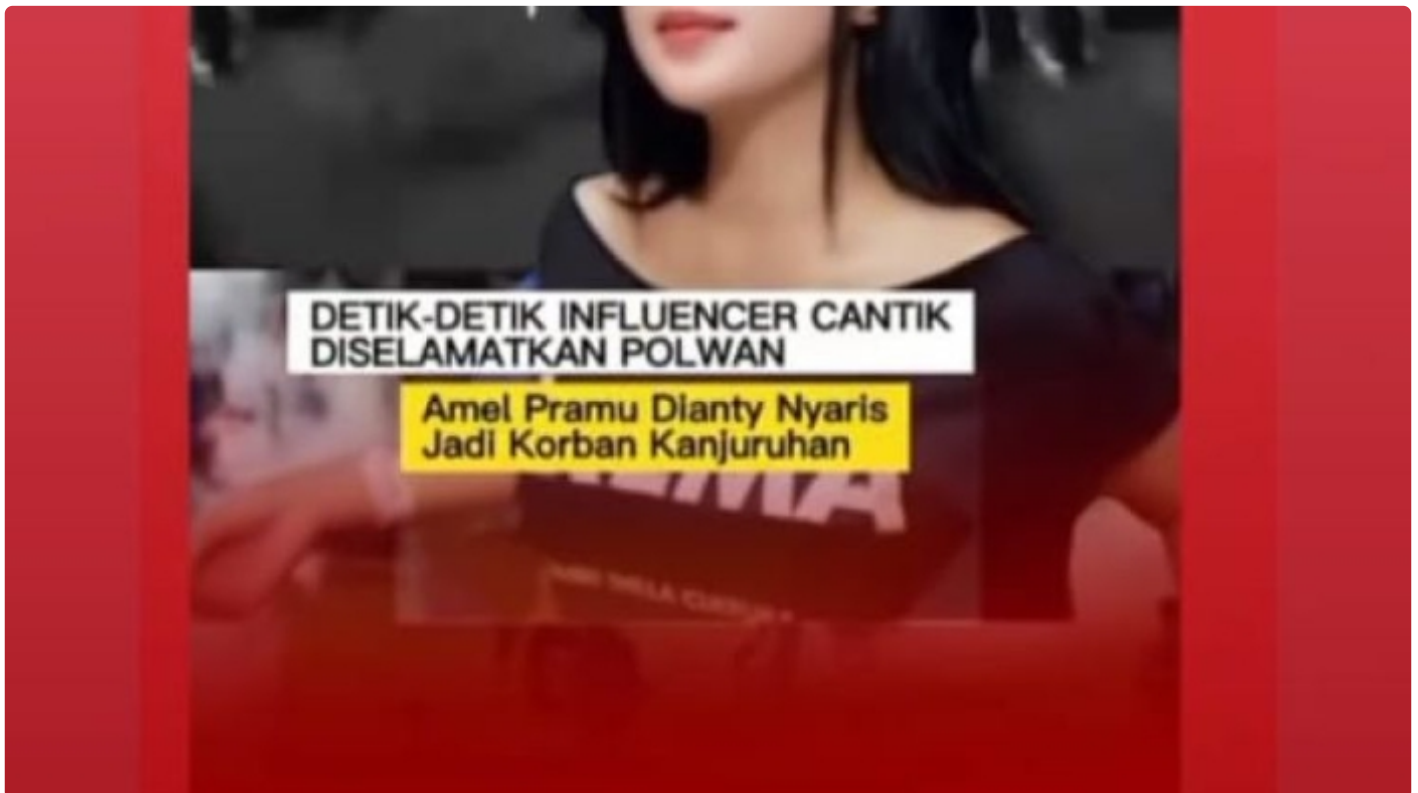 DETIK-DETIK INFLUENCER CANTIK
DISELAMATKAN POLWAN
Amel Pramu Dianty Nyaris
Jadi Korban Kanjuruhan